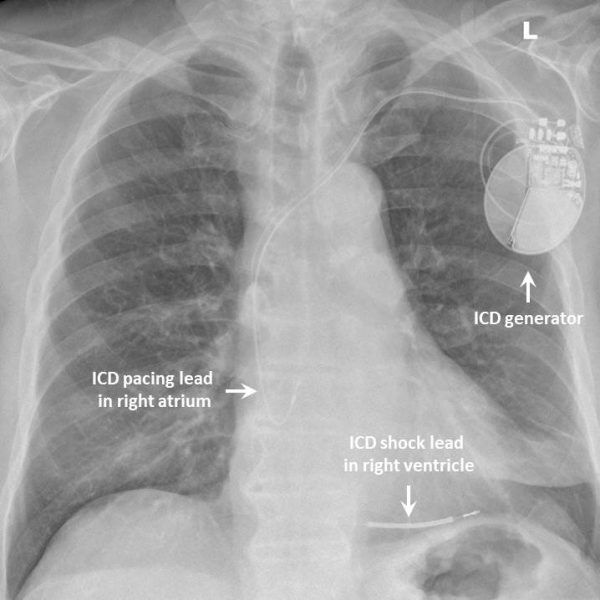 L
ICD generator
ICD pacing lead
in right atrium
ICD shock lead
in right ventricle